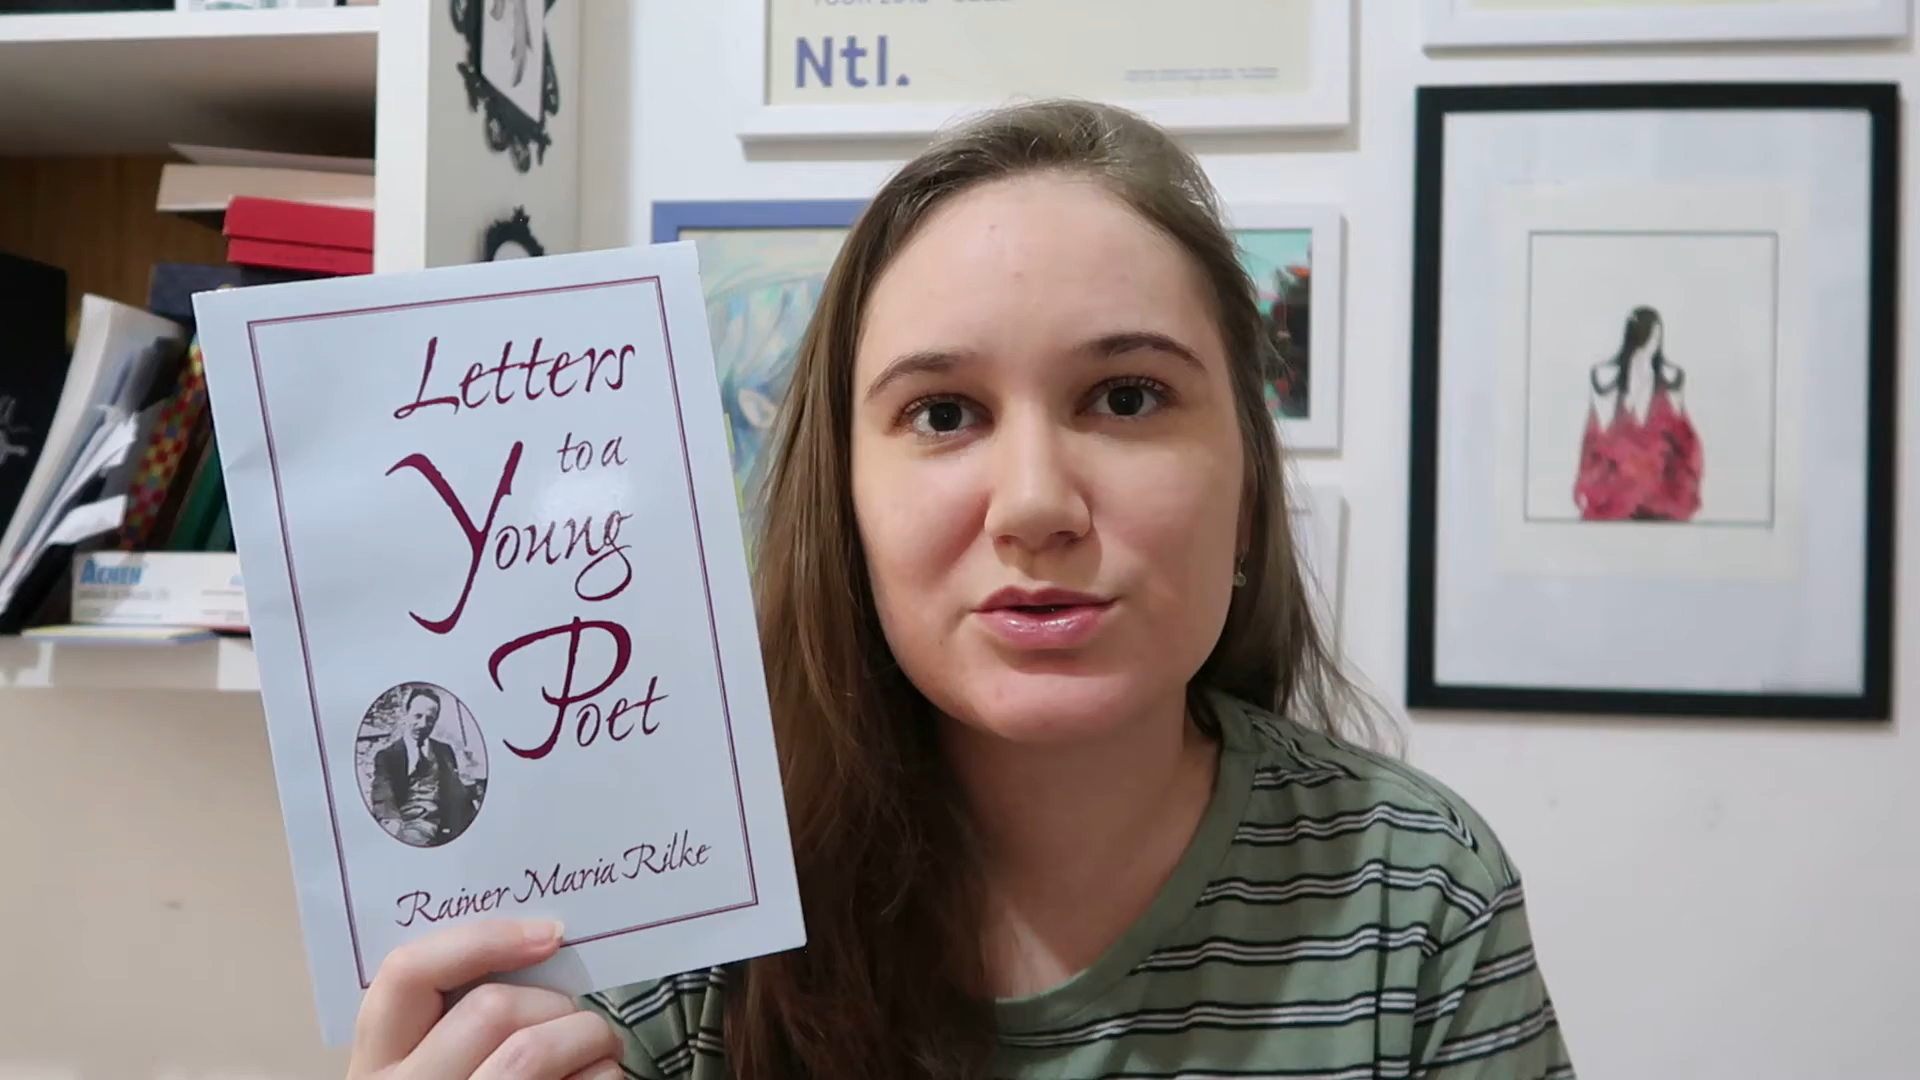 Ntl.
Letters
to a
Young
Poet
Rainer Maria Rilke